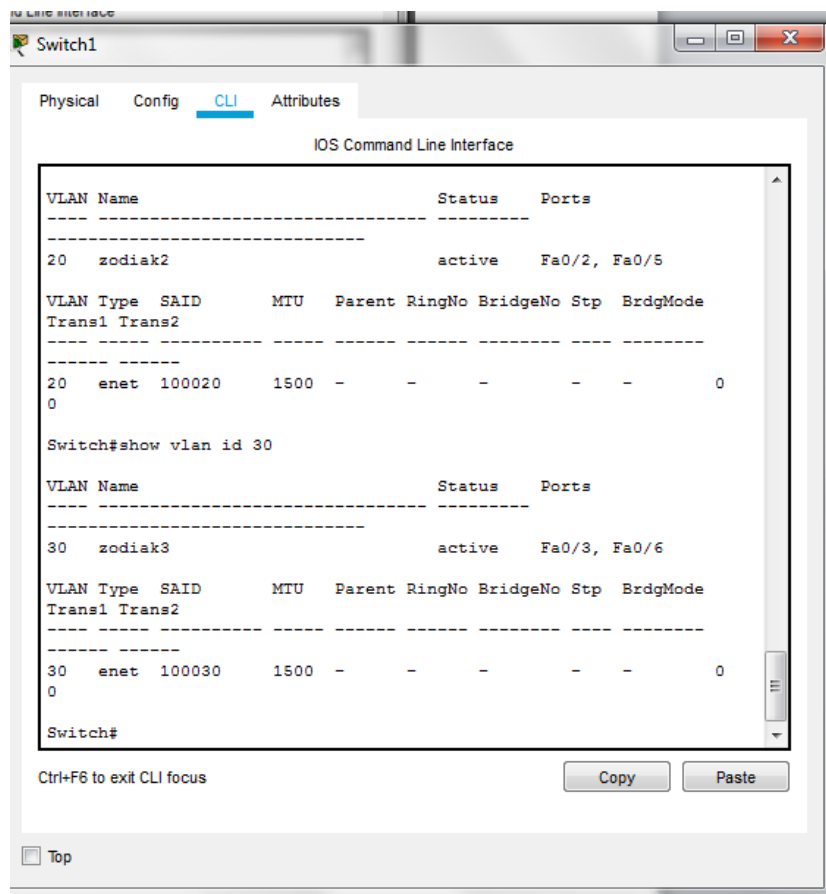 nd Line Interface
Switch1
Physical Config CLI Attributes
IOS Command Line Interface
VLAN Name                             Status    Ports
---- -------------------------------- ---------
-------------------------------
20   zodiak2                          active    Fa0/2, Fa0/5
VLAN Type  SAID       MTU   Parent RingNo BridgeNo Stp  BrdgMode
Trans1 Trans2
---- ----- ---------- ----- ------ ------ -------- ---- --------
------ ------
20   enet  100020     1500  -      -      -        -    -        0
0
Switch#show vlan id 30
VLAN Name                             Status    Ports
---- -------------------------------- ---------
-------------------------------
30   zodiak3                          active    Fa0/3, Fa0/6
VLAN Type  SAID       MTU   Parent RingNo BridgeNo Stp  BrdgMode
Trans1 Trans2
---- ----- ---------- ----- ------ ------ -------- ---- --------
------ ------
30   enet  100030     1500  -      -      -        -    -        0
0
Switch#
Ctrl+F6 to exit CLI focus Copy Paste
Top